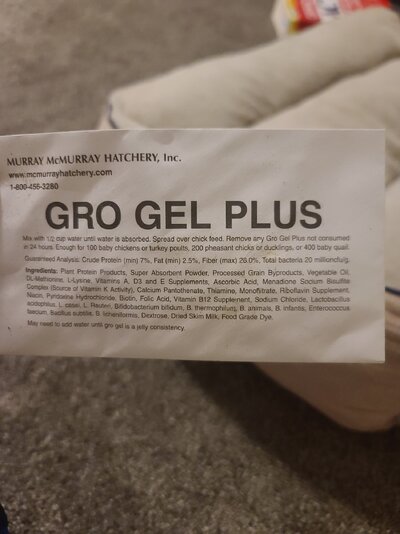 MURRAY McMURRAY HATCHERY, Inc.
www.mcmurrayhatchery.com
1-800-456-3280
GRO GEL PLUS
Mix with 1/2 cup water until water is absorbed. Spread over chick feed. Remove any Gro Gel Plus not consumed
in 24 hours. Enough for 100 baby chickens or turkey poults, 200 pheasant chicks or ducklings, or 400 baby quail.
Guaranteed Analysis: Crude Protein (min) 7%, Fat (min) 2.5%, Fiber (max) 26.0%, Total bacteria 20 million cfu/g.
Ingredients: Plant Protein Products, Super Absorbent Powder, Processed Grain Byproducts, Vegetable Oil,
DL-Methionine, L-Lysine, Vitamins A, D3 and E Supplements, Ascorbic Acid, Menadione Sodium Bisulfite
Complex (Source of Vitamin K Activity), Calcium Pantothenate, Thiamine, Monofitrate, Riboflavin Supplement,
Niacin, Pyridoxine Hydrochloride, Biotin, Folic Acid, Vitamin B12 Supplement, Sodium Chloride, Lactobacillus
acdophilus, L. casei, L. Reuteri, Bifidobacterium bifidum, B. thermophilum, B. animals, B. infantis, Enterococcus
faecium, Bacillus subtilis, B. licheniformis, Dextrose, Dried Skim Milk, Food Grade Dye.
May need to add water until gro gel is a jelly consistency.